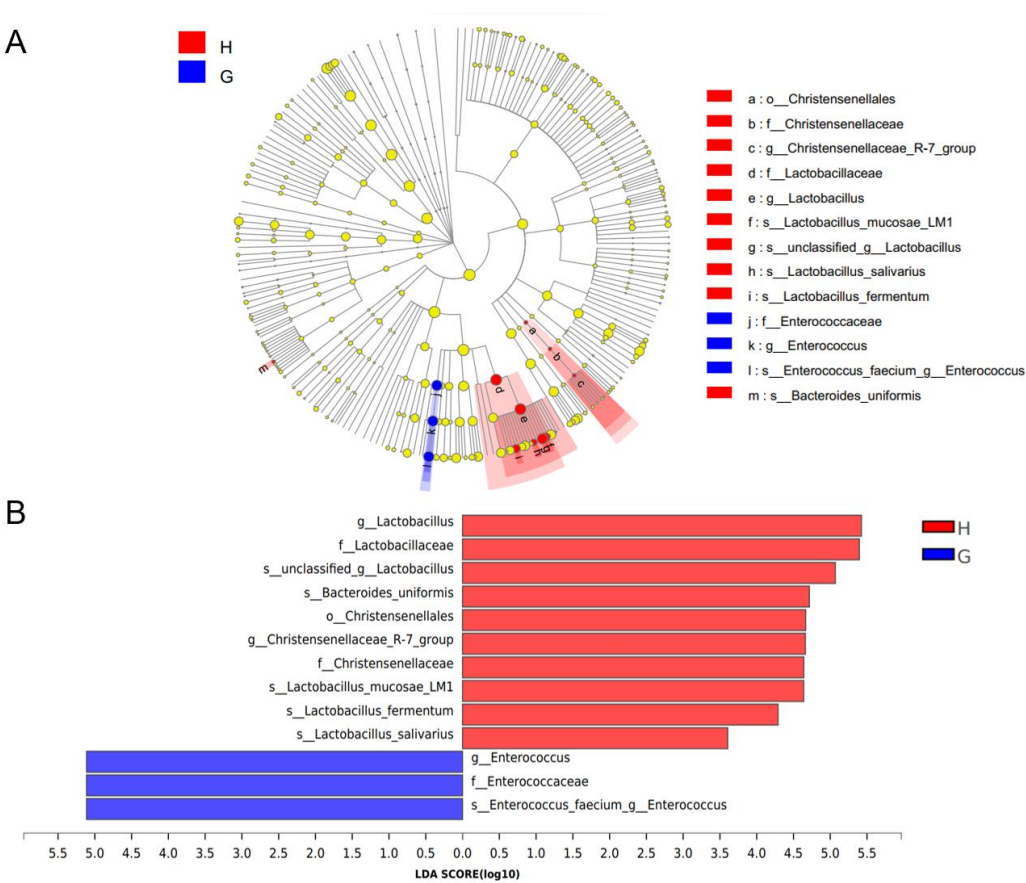 A
H
G
a : o__Christensenellales
b : f__Christensenellaceae
c : g__Christensenellaceae_R-7_group
d : f__Lactobacillaceae
e : g__Lactobacillus
f : s__Lactobacillus_mucosae_LM1
g : s__unclassified_g__Lactobacillus
h : s__Lactobacillus_salivarius
i : s__Lactobacillus_fermentum
j : f__Enterococcaceae
k : g__Enterococcus
l : s__Enterococcus_faecium_g__Enterococcus
m : s__Bacteroides_uniformis
a
b
c
m
d
j
e
k
l
i
h
g
B
g__Lactobacillus
H
f__Lactobacillaceae
G
s__unclassified_g__Lactobacillus
s__Bacteroides_uniformis
o__Christensenellales
g__Christensenellaceae_R-7_group
f__Christensenellaceae
s__Lactobacillus_mucosae_LM1
s__Lactobacillus_fermentum
s__Lactobacillus_salivarius
g__Enterococcus
f__Enterococcaceae
s__Enterococcus_faecium_g__Enterococcus
5.5 5.0 4.5 4.0 3.5 3.0 2.5 2.0 1.5 1.0 0.5 0.0 0.5 1.0 1.5 2.0 2.5 3.0 3.5 4.0 4.5 5.0 5.5
LDA SCORE(log10)